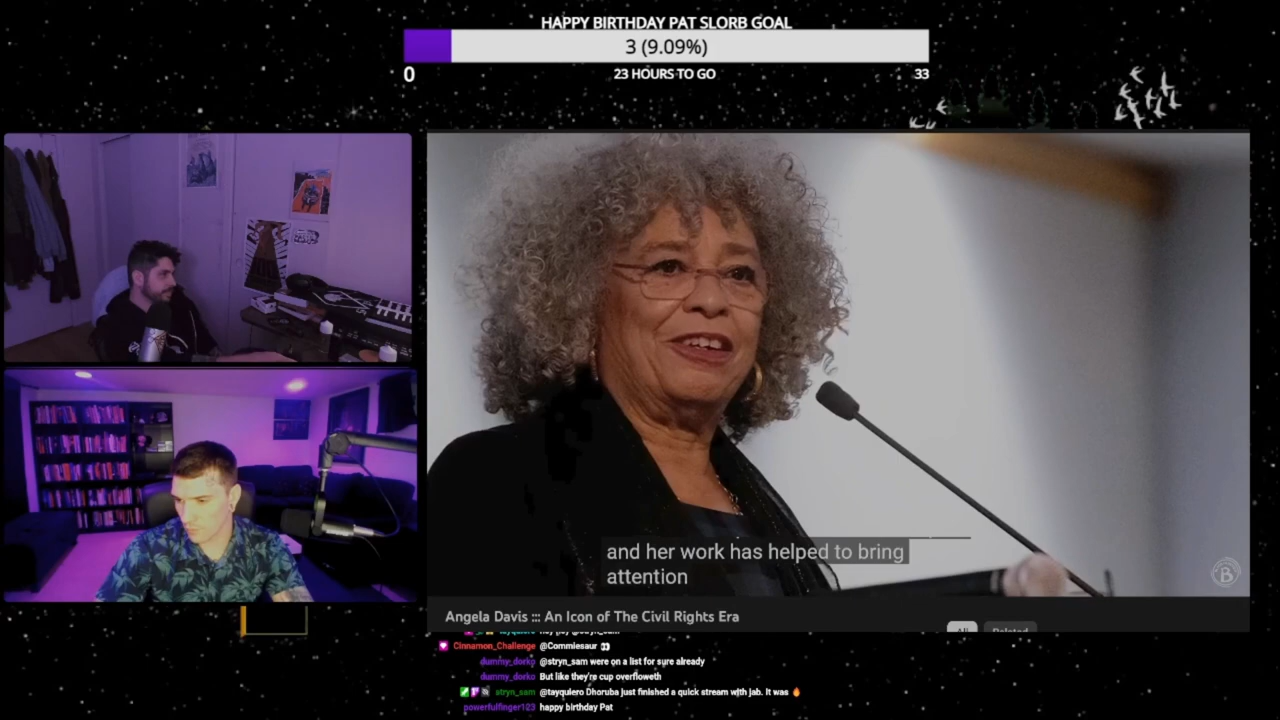 HAPPY BIRTHDAY PAT SLORB GOAL
3 (9.09%)
0
23 HOURS TO GO
33
and her work has helped to bring
attention
Angela Davis ::: An Icon of The Civil Rights Era
All
Related
Cinnamon_Challenge @Commiesaur
dummy_dorko @stryn_sam were on a list for sure already
dummy_dorko But like they're cup overfloweth
stryn_sam @tayquiero Dhoruba just finished a quick stream with jab. It was 🔥
powerfulfinger123 happy birthday Pat